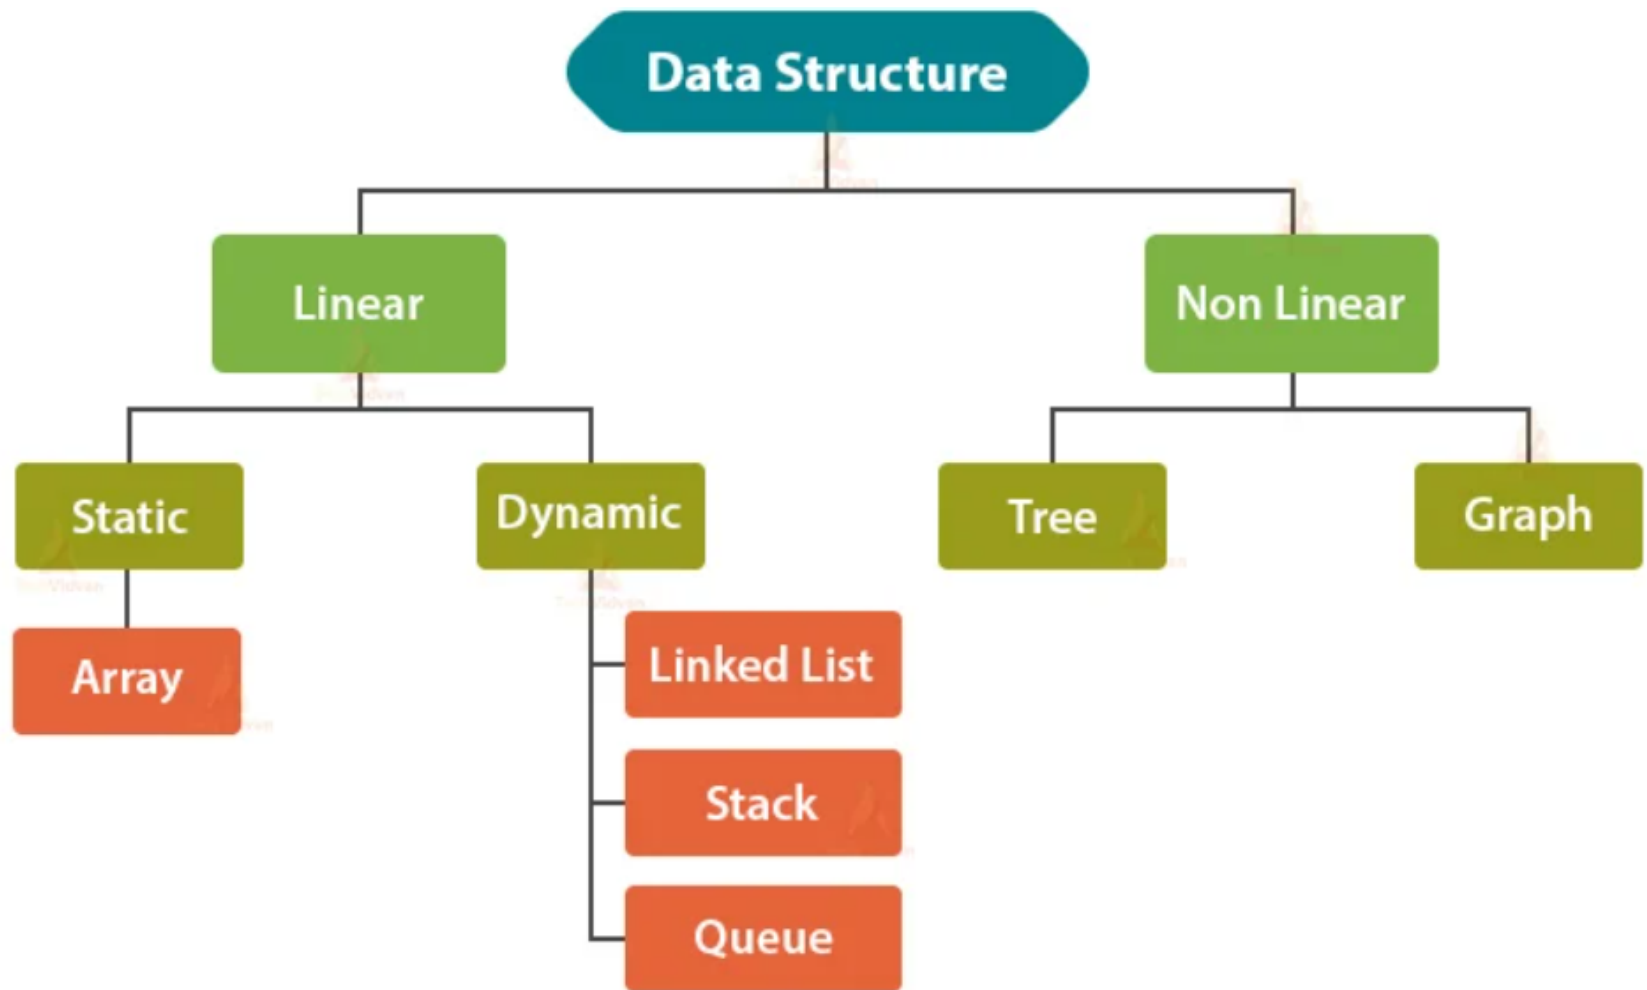 Data Structure
Linear
Non Linear
Static
Dynamic
Tree
Graph
Array
Linked List
Stack
Queue